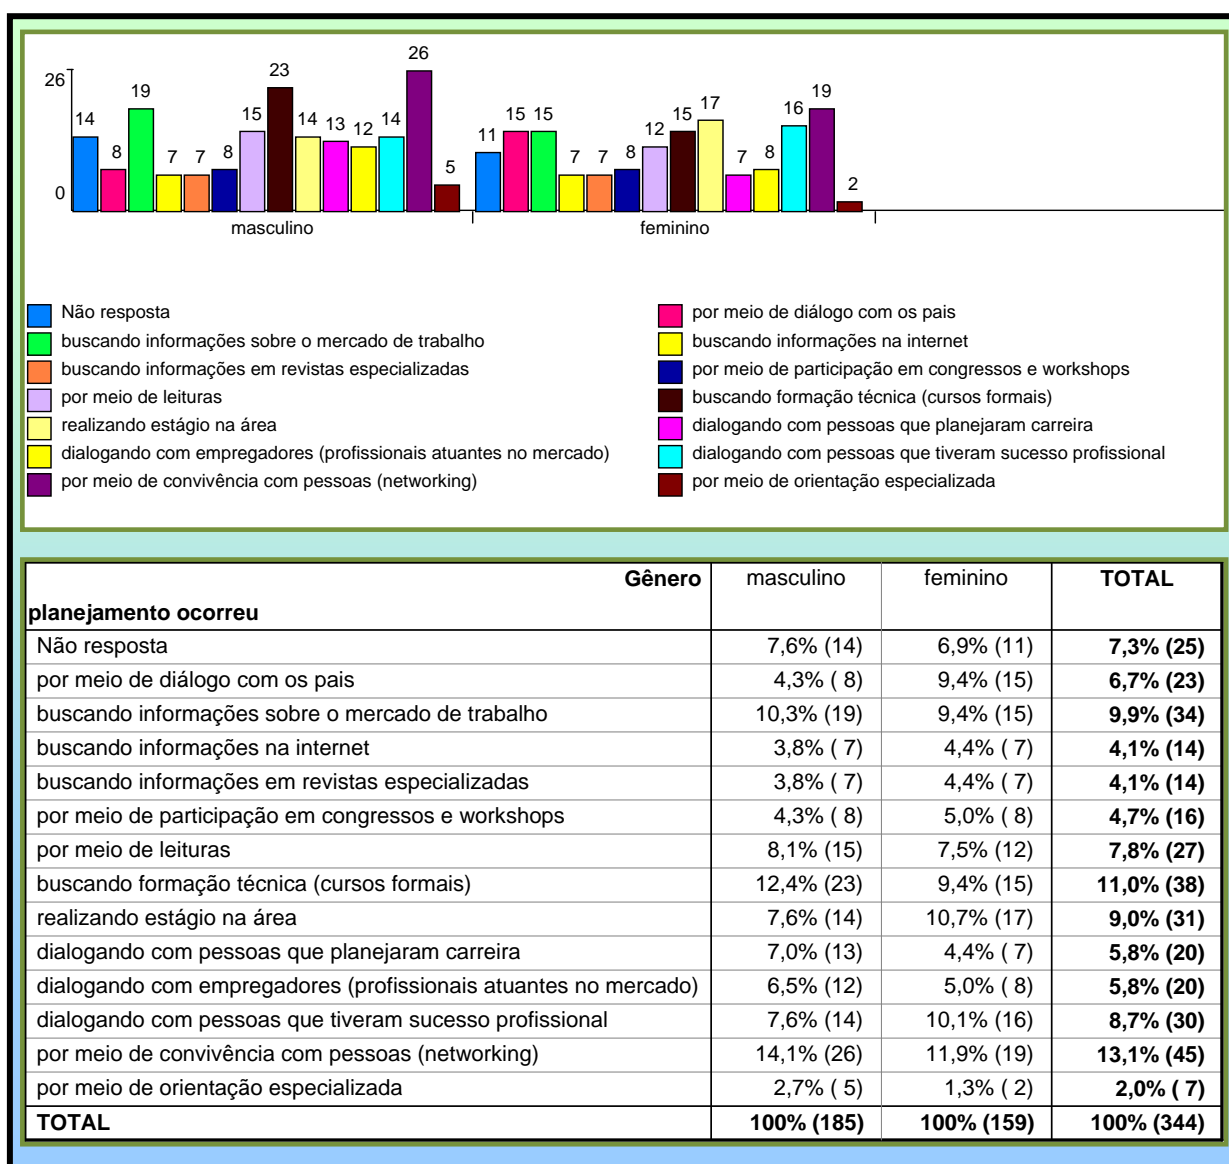 26
0
14
8
19
7
7
8
15
23
14
13
12
14
26
5
11
15
15
7
7
8
12
15
17
7
8
16
19
2
masculino
feminino
Não resposta
por meio de diálogo com os pais
buscando informações sobre o mercado de trabalho
buscando informações na internet
buscando informações em revistas especializadas
por meio de participação em congressos e workshops
por meio de leituras
buscando formação técnica (cursos formais)
realizando estágio na área
dialogando com pessoas que planejaram carreira
dialogando com empregadores (profissionais atuantes no mercado)
dialogando com pessoas que tiveram sucesso profissional
por meio de convivência com pessoas (networking)
por meio de orientação especializada
Gênero masculino feminino TOTAL
planejamento ocorreu
Não resposta 7,6% (14) 6,9% (11) 7,3% (25)
por meio de diálogo com os pais 4,3% ( 8) 9,4% (15) 6,7% (23)
buscando informações sobre o mercado de trabalho 10,3% (19) 9,4% (15) 9,9% (34)
buscando informações na internet 3,8% ( 7) 4,4% ( 7) 4,1% (14)
buscando informações em revistas especializadas 3,8% ( 7) 4,4% ( 7) 4,1% (14)
por meio de participação em congressos e workshops 4,3% ( 8) 5,0% ( 8) 4,7% (16)
por meio de leituras 8,1% (15) 7,5% (12) 7,8% (27)
buscando formação técnica (cursos formais) 12,4% (23) 9,4% (15) 11,0% (38)
realizando estágio na área 7,6% (14) 10,7% (17) 9,0% (31)
dialogando com pessoas que planejaram carreira 7,0% (13) 4,4% ( 7) 5,8% (20)
dialogando com empregadores (profissionais atuantes no mercado) 6,5% (12) 5,0% ( 8) 5,8% (20)
dialogando com pessoas que tiveram sucesso profissional 7,6% (14) 10,1% (16) 8,7% (30)
por meio de convivência com pessoas (networking) 14,1% (26) 11,9% (19) 13,1% (45)
por meio de orientação especializada 2,7% ( 5) 1,3% ( 2) 2,0% ( 7)
TOTAL 100% (185) 100% (159) 100% (344)